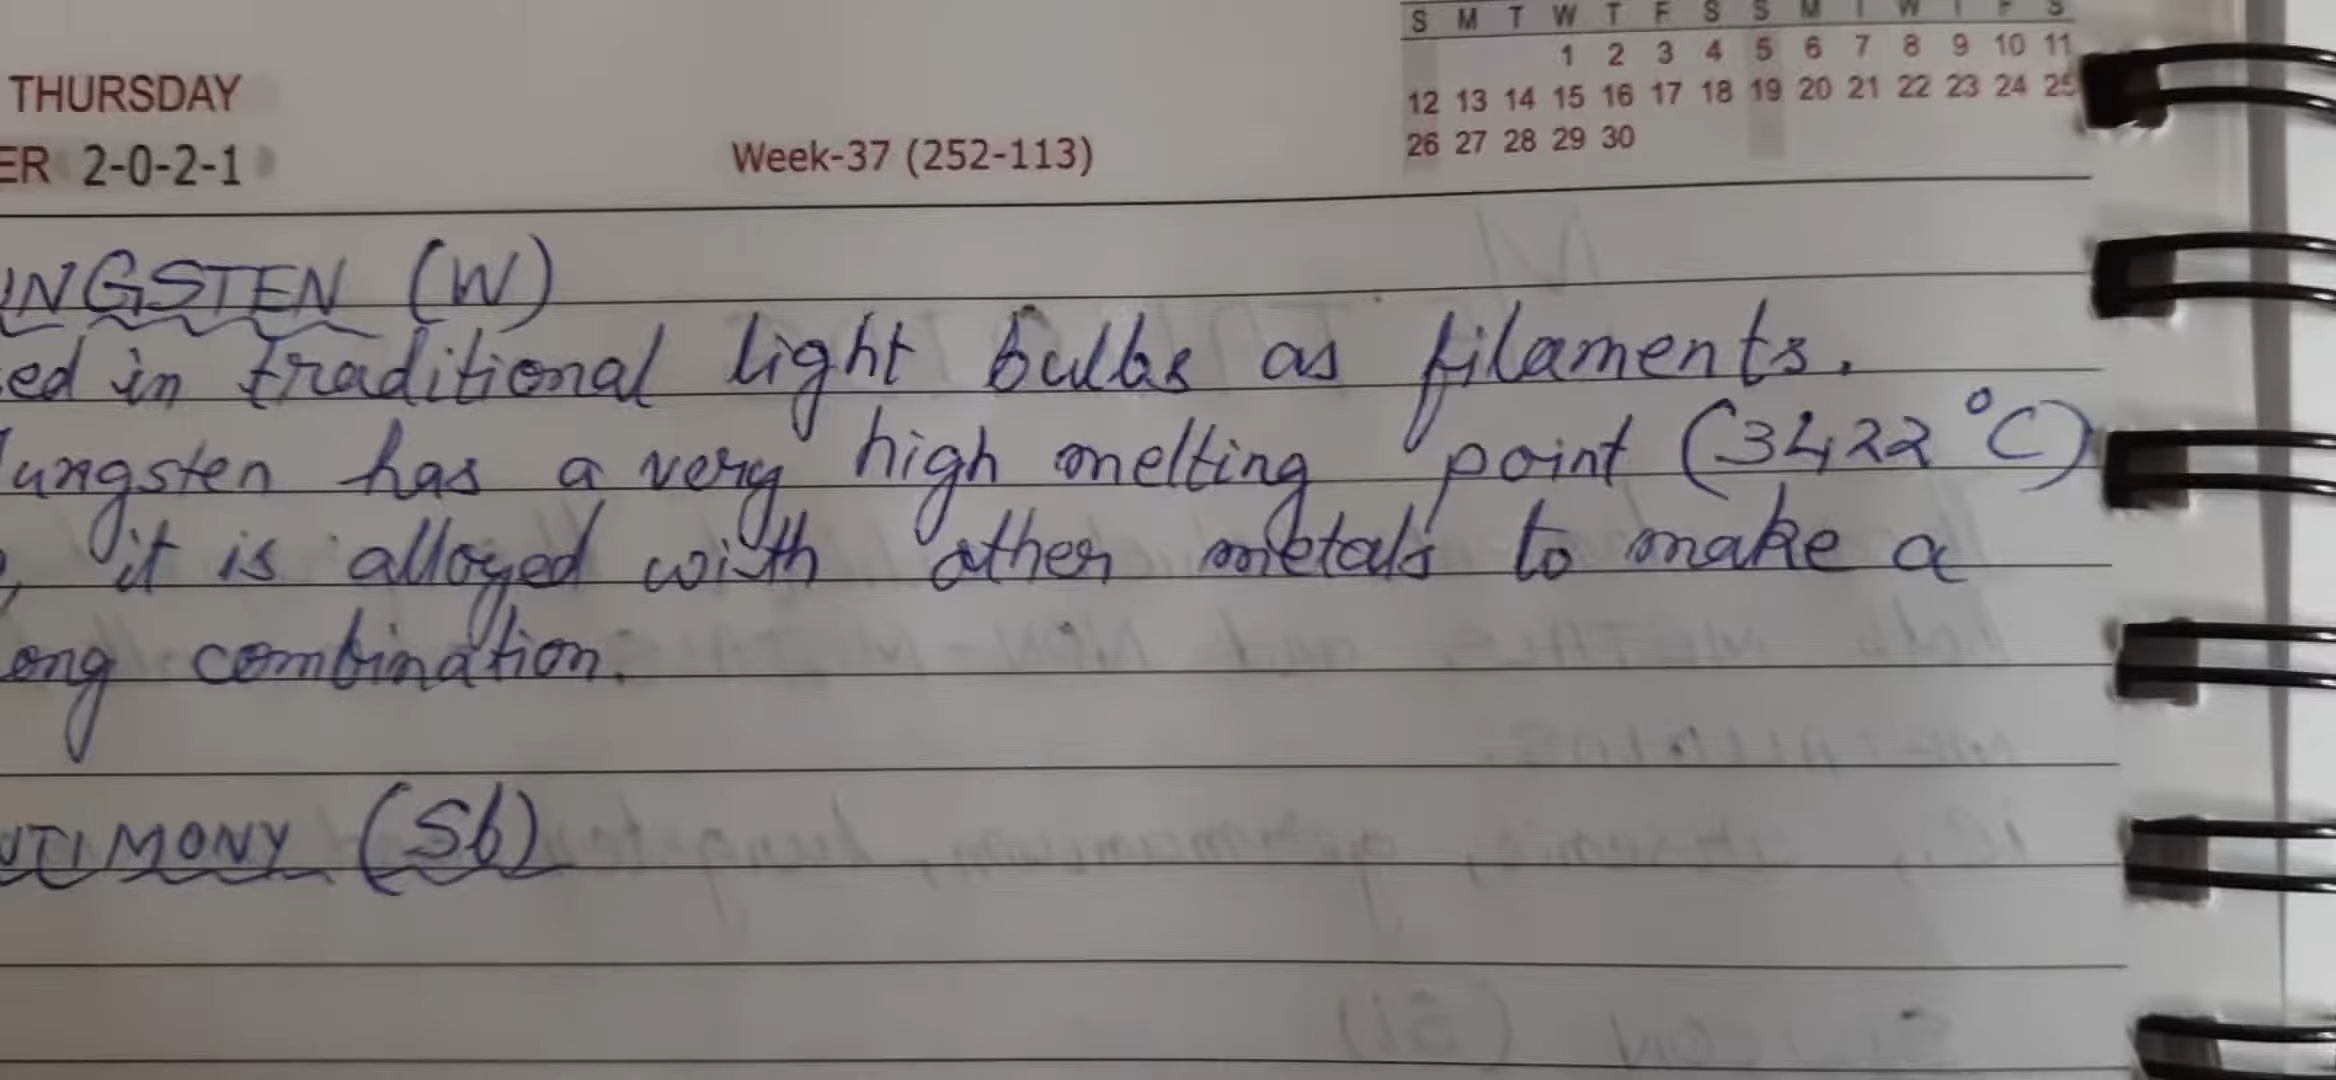 S M T W T F S S M T W T F S
1 2 3 4 5 6 7 8 9 10 11
THURSDAY
12 13 14 15 16 17 18 19 20 21 22 23 24 25
ER 2-0-2-1
Week-37 (252-113)
26 27 28 29 30
UNGSTEN (W)
ed in traditional light bulbs as filaments.
Tungsten has a very high melting point (3422 °C)
, it is alloyed with other metals to make a
ong combination.
NTIMONY (Sb)